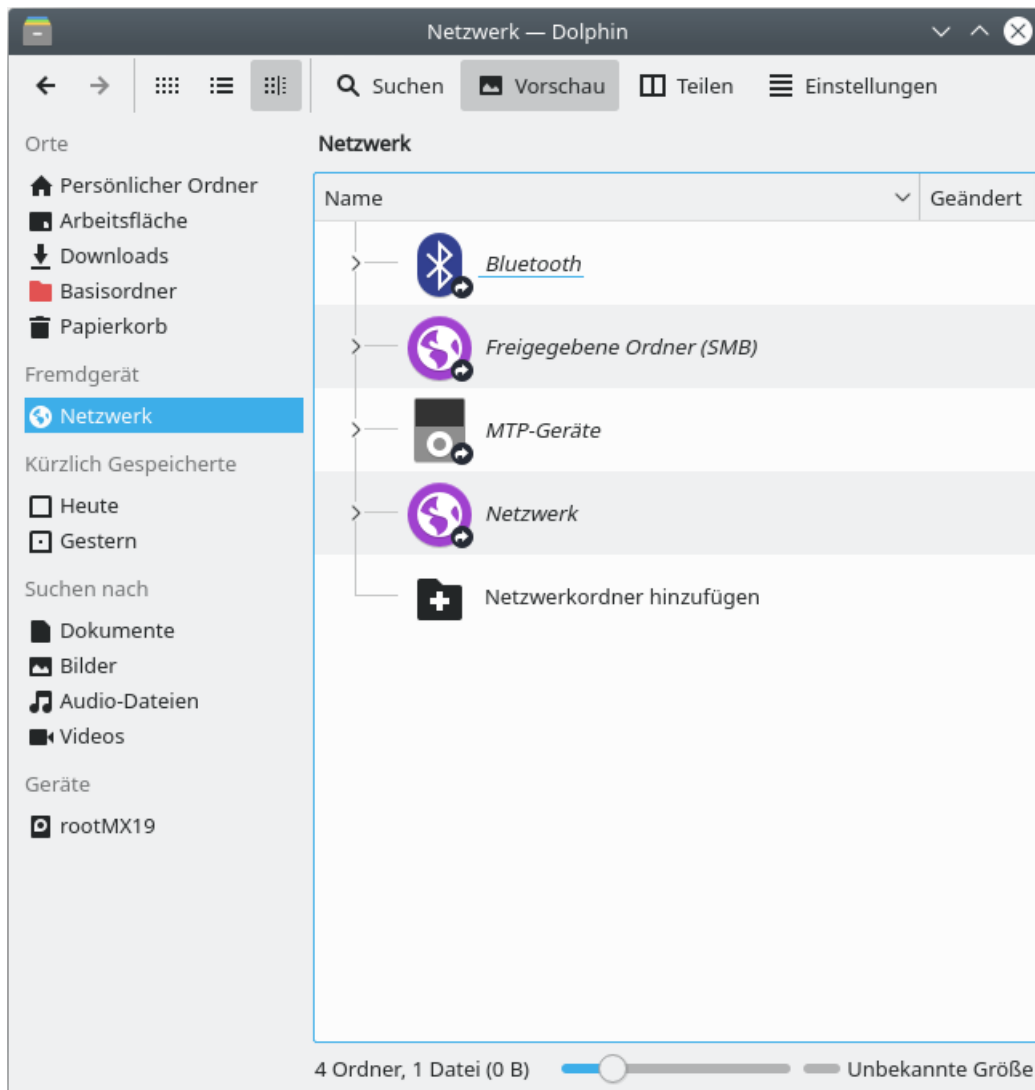 Netzwerk — Dolphin
Suchen Vorschau Teilen Einstellungen
Orte
Persönlicher Ordner
Arbeitsfläche
Downloads
Basisordner
Papierkorb
Fremdgerät
Netzwerk
Kürzlich Gespeicherte
Heute
Gestern
Suchen nach
Dokumente
Bilder
Audio-Dateien
Videos
Geräte
rootMX19
Netzwerk
Name Geändert
Bluetooth
Freigegebene Ordner (SMB)
MTP-Geräte
Netzwerk
Netzwerkordner hinzufügen
4 Ordner, 1 Datei (0 B) Unbekannte Größe